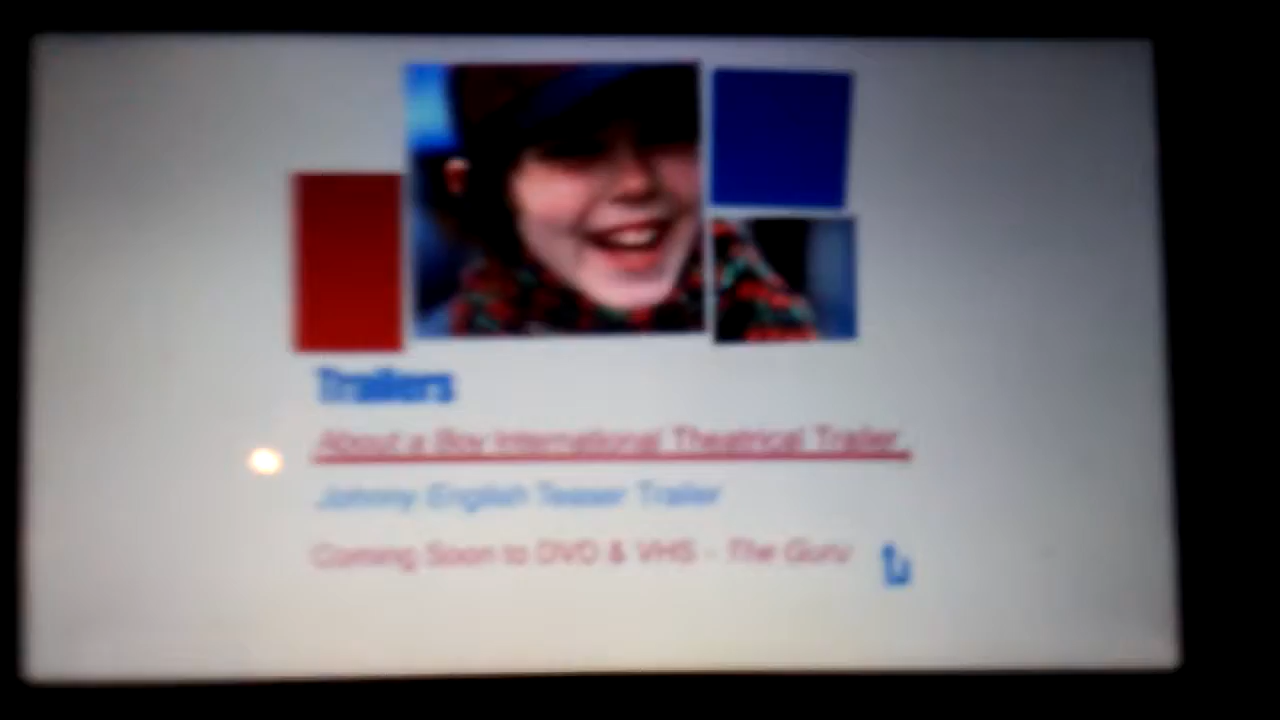 Trailers
About a Boy International Theatrical Trailer
Johnny English Teaser Trailer
Coming Soon to DVD & VHS - The Guru